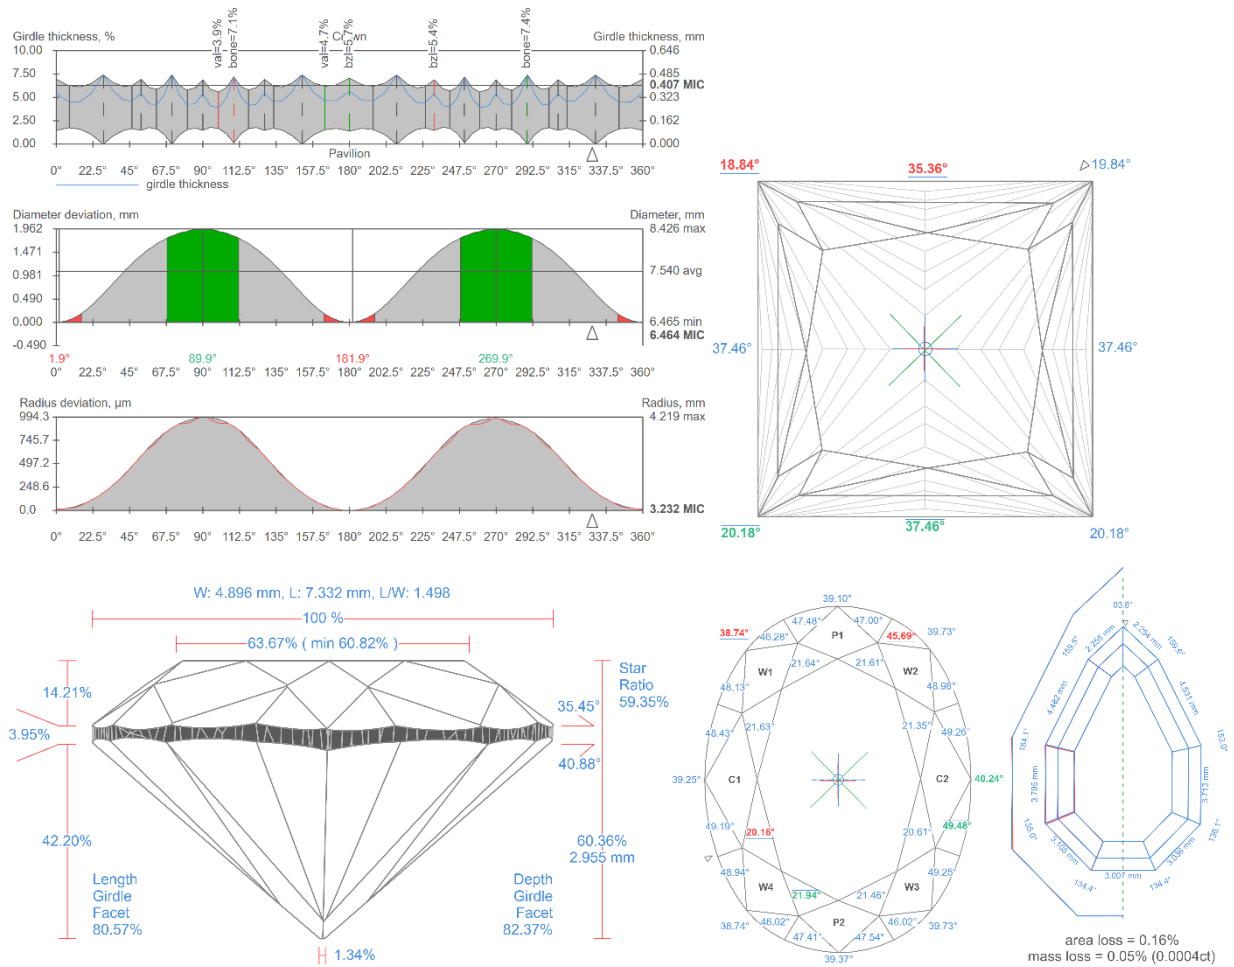 Girdle thickness, %
val=3.9%
bone=7.1%
Crown
val=4.7%
bzl=5.7%
bzl=5.4%
bone=7.4%
Girdle thickness, mm
10.00
7.50
5.00
2.50
0.00
0.646
0.485
0.407 MIC
0.323
0.162
0.000
Pavilion
0° 22.5° 45° 67.5° 90° 112.5° 135° 157.5° 180° 202.5° 225° 247.5° 270° 292.5° 315° 337.5° 360°
girdle thickness
Diameter deviation, mm
Diameter, mm
1.962
1.471
0.981
0.490
0.000
-0.490
8.426 max
7.540 avg
6.465 min
6.464 MIC
1.9° 89.9° 181.9° 269.9°
0° 22.5° 45° 67.5° 90° 112.5° 135° 157.5° 180° 202.5° 225° 247.5° 270° 292.5° 315° 337.5° 360°
Radius deviation, µm
Radius, mm
994.3
745.7
497.2
248.6
0.0
4.219 max
3.232 MIC
0° 22.5° 45° 67.5° 90° 112.5° 135° 157.5° 180° 202.5° 225° 247.5° 270° 292.5° 315° 337.5° 360°
18.84°
35.36°
19.84°
37.46°
37.46°
20.18°
37.46°
20.18°
W: 4.896 mm, L: 7.332 mm, L/W: 1.498
100 %
63.67% ( min 60.82% )
14.21%
3.95%
42.20%
Star
Ratio
59.35%
35.45°
40.88°
60.36%
2.955 mm
Length
Girdle
Facet
80.57%
Depth
Girdle
Facet
82.37%
1.34%
39.10°
47.48°
47.00°
38.74°
46.28°
P1
45.69°
39.73°
21.64°
21.61°
W1
W2
48.13°
48.98°
21.63°
21.35°
48.43°
49.26°
39.25°
C1
C2
40.24°
49.19°
20.16°
20.61°
49.48°
48.94°
49.25°
W4
W3
21.94°
21.46°
38.74°
46.02°
P2
46.02°
39.73°
47.41°
47.54°
39.37°
93.8°
2.255 mm
2.254 mm
159.5°
159.6°
4.482 mm
4.531 mm
154.1°
153.0°
3.705 mm
3.713 mm
135.0°
136.1°
3.108 mm
3.036 mm
3.007 mm
134.4°
134.4°
area loss = 0.16%
mass loss = 0.05% (0.0004ct)